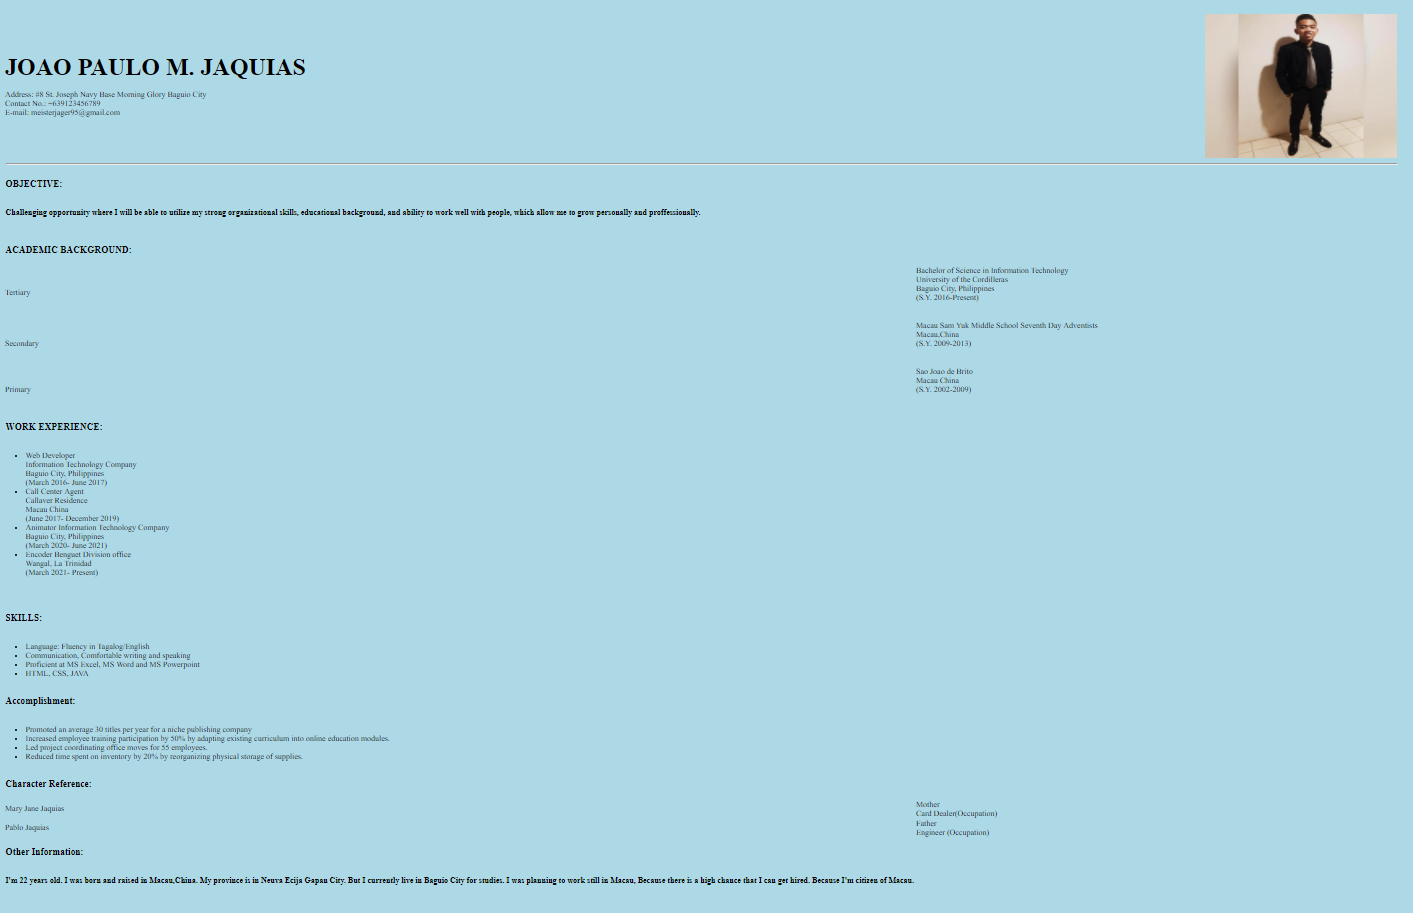 JOAO PAULO M. JAQUIAS
Address: #8 St. Joseph Navy Base Morning Glory Baguio City
Contact No.: +639123456789
E-mail: meisterjager95@gmail.com
OBJECTIVE:
Challenging opportunity where I will be able to utilize my strong organizational skills, educational background, and ability to work well with people, which allow me to grow personally and proffessionally.
ACADEMIC BACKGROUND:
Tertiary
Bachelor of Science in Information Technology
University of the Cordilleras
Baguio City, Philippines
(S.Y. 2016-Present)
Secondary
Macau Sam Yuk Middle School Seventh Day Adventists
Macau,China
(S.Y. 2009-2013)
Primary
Sao Joao de Brito
Macau China
(S.Y. 2002-2009)
WORK EXPERIENCE:
Web Developer
Information Technology Company
Baguio City, Philippines
(March 2016- June 2017)
Call Center Agent
Callaver Residence
Macau China
(June 2017- December 2019)
Animator Information Technology Company
Baguio City, Philippines
(March 2020- June 2021)
Encoder Benguet Division office
Wangal, La Trinidad
(March 2021- Present)
SKILLS:
Language: Fluency in Tagalog/English
Communication, Comfortable writing and speaking
Proficient at MS Excel, MS Word and MS Powerpoint
HTML, CSS, JAVA
Accomplishment:
Promoted an average 30 titles per year for a niche publishing company
Increased employee training participation by 50% by adapting existing curriculum into online education modules.
Led project coordinating office moves for 55 employees.
Reduced time spent on inventory by 20% by reorganizing physical storage of supplies.
Character Reference:
Mary Jane Jaquias
Mother
Card Dealer(Occupation)
Pablo Jaquias
Father
Engineer (Occupation)
Other Information:
I'm 22 years old. I was born and raised in Macau,China. My province is in Neuva Ecija Gapan City. But I currently live in Baguio City for studies. I was planning to work still in Macau, Because there is a high chance that I can get hired. Because I'm citizen of Macau.